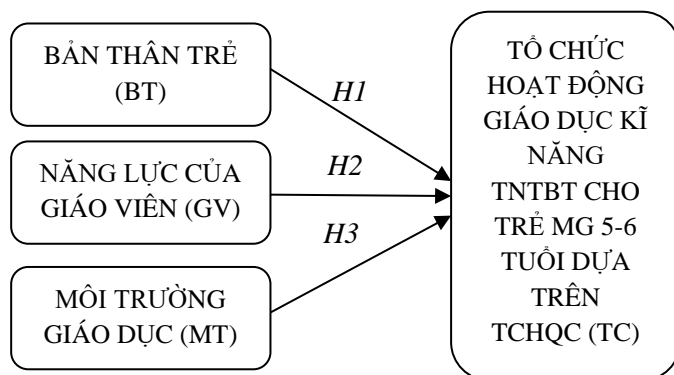 BẢN THÂN TRẺ
(BT)
H1
NĂNG LỰC CỦA
GIÁO VIÊN (GV)
H2
MÔI TRƯỜNG
GIÁO DỤC (MT)
H3
TỔ CHỨC
HOẠT ĐỘNG
GIÁO DỤC KĨ
NĂNG
TNTBT CHO
TRẺ MG 5-6
TUỔI DỰA
TRÊN
TCHQC (TC)